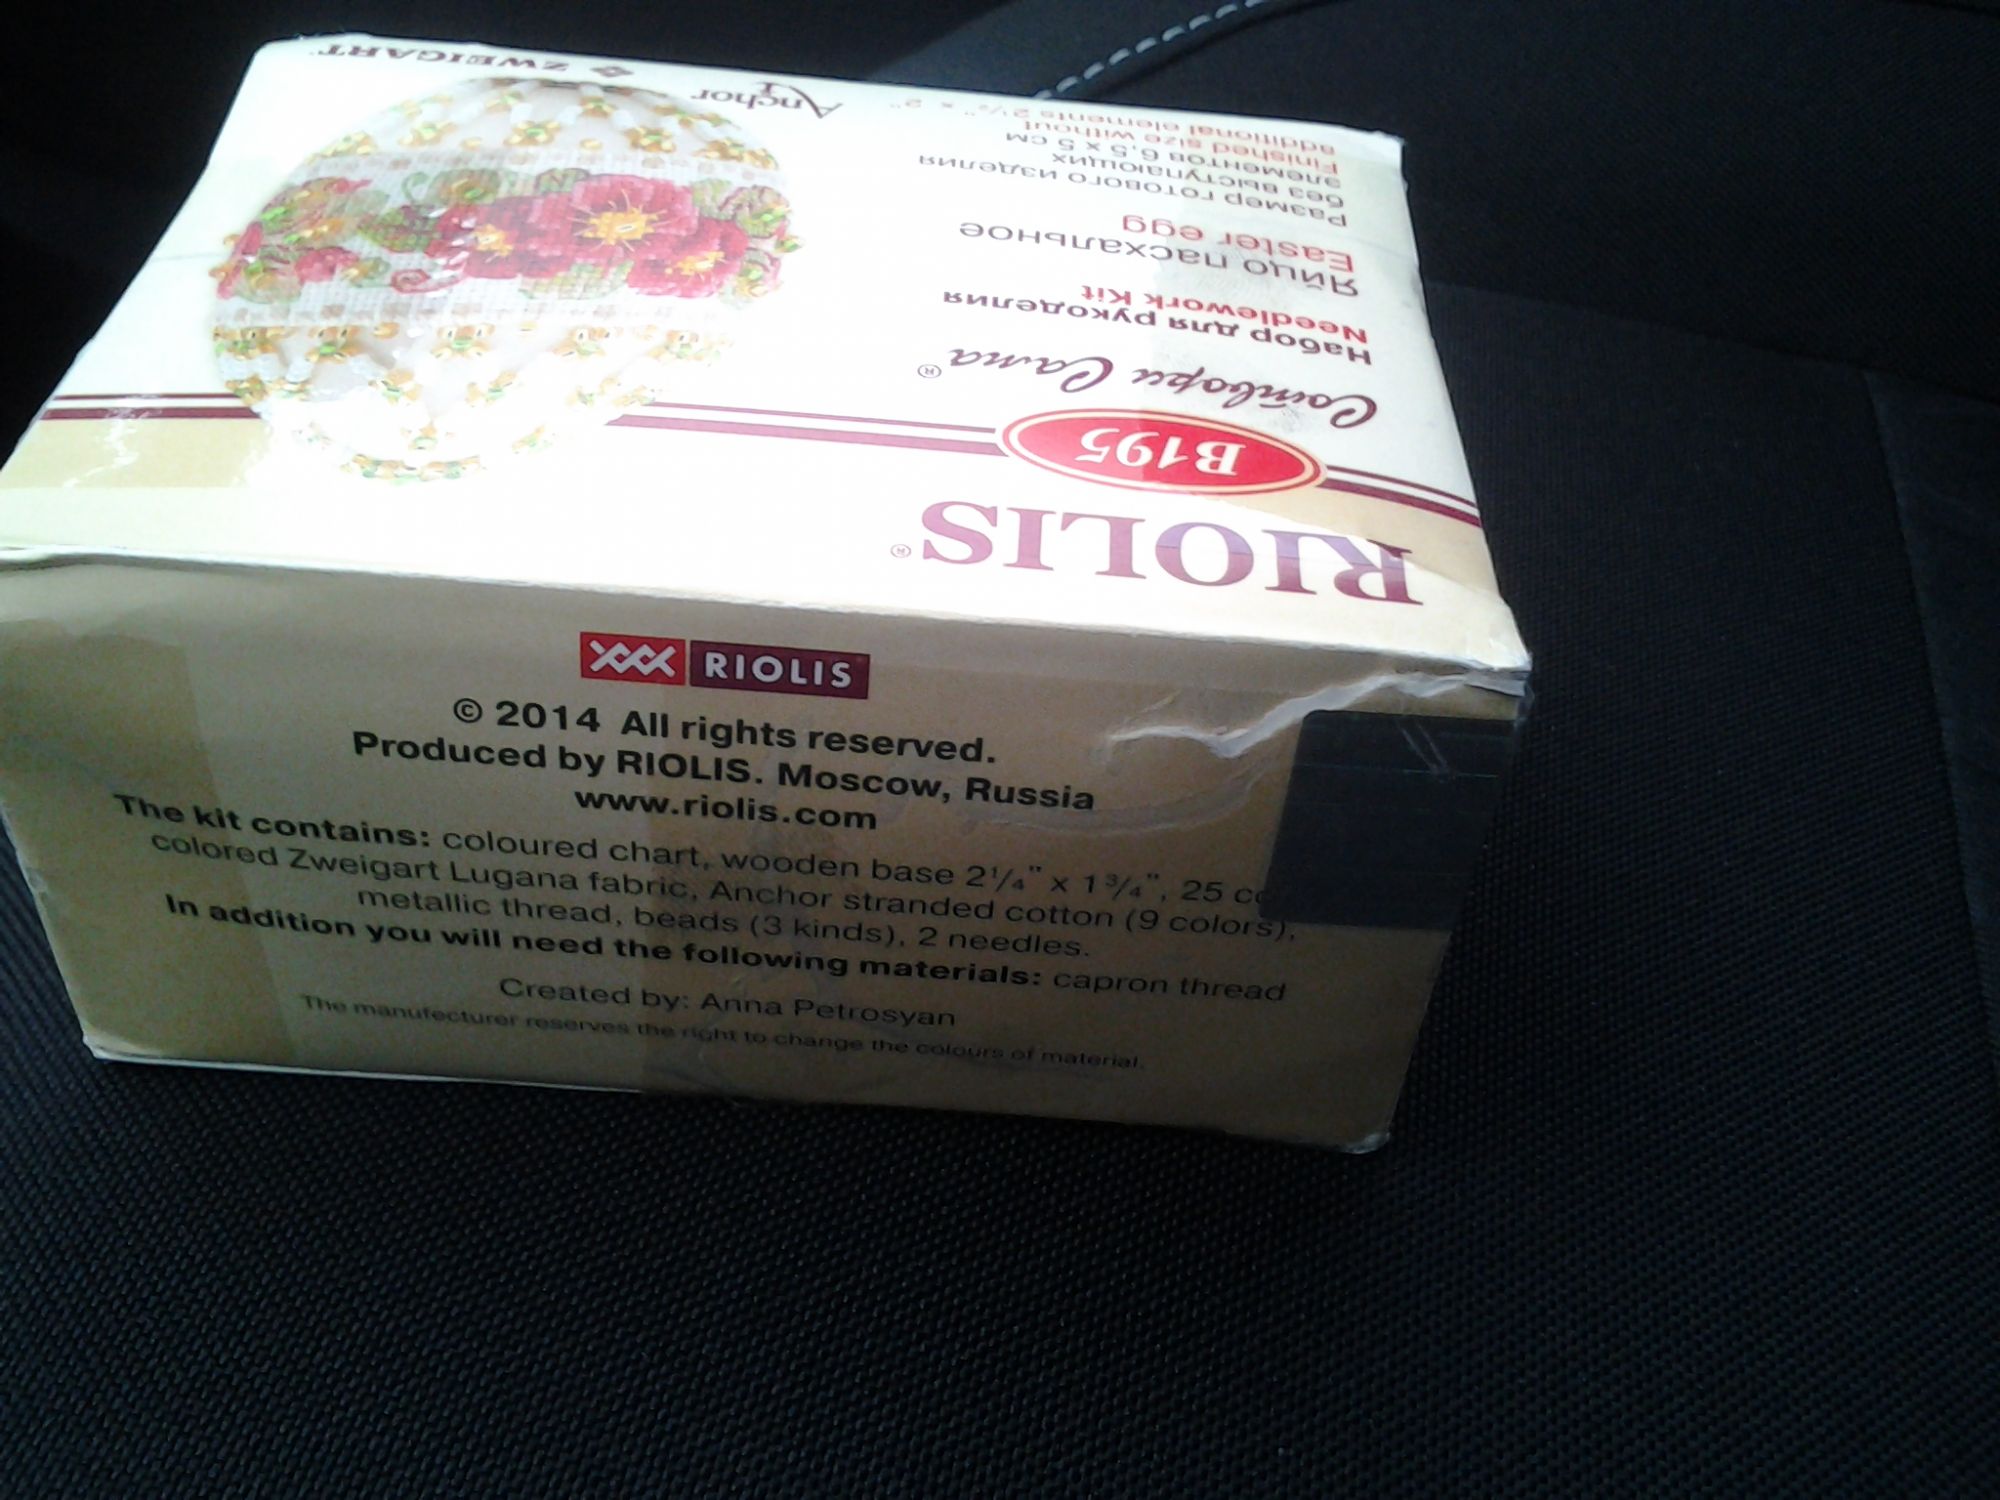 ZWEIGART
Anchor
RIOLIS®
B195
Сотвори Сама®
Набор для рукоделия
Needlework Kit
Яйцо пасхальное
Easter egg
Размер готового изделия
без выступающих
элементов 6,5 x 5 см
Finished size without
additional elements 2½" x 2"
RIOLIS
© 2014 All rights reserved.
Produced by RIOLIS. Moscow, Russia
www.riolis.com
The kit contains: coloured chart, wooden base 2¼" x 1¾", 25 co
colored Zweigart Lugana fabric, Anchor stranded cotton (9 colors),
metallic thread, beads (3 kinds), 2 needles.
In addition you will need the following materials: capron thread
Created by: Anna Petrosyan
The manufecturer reserves the right to change the colours of material.